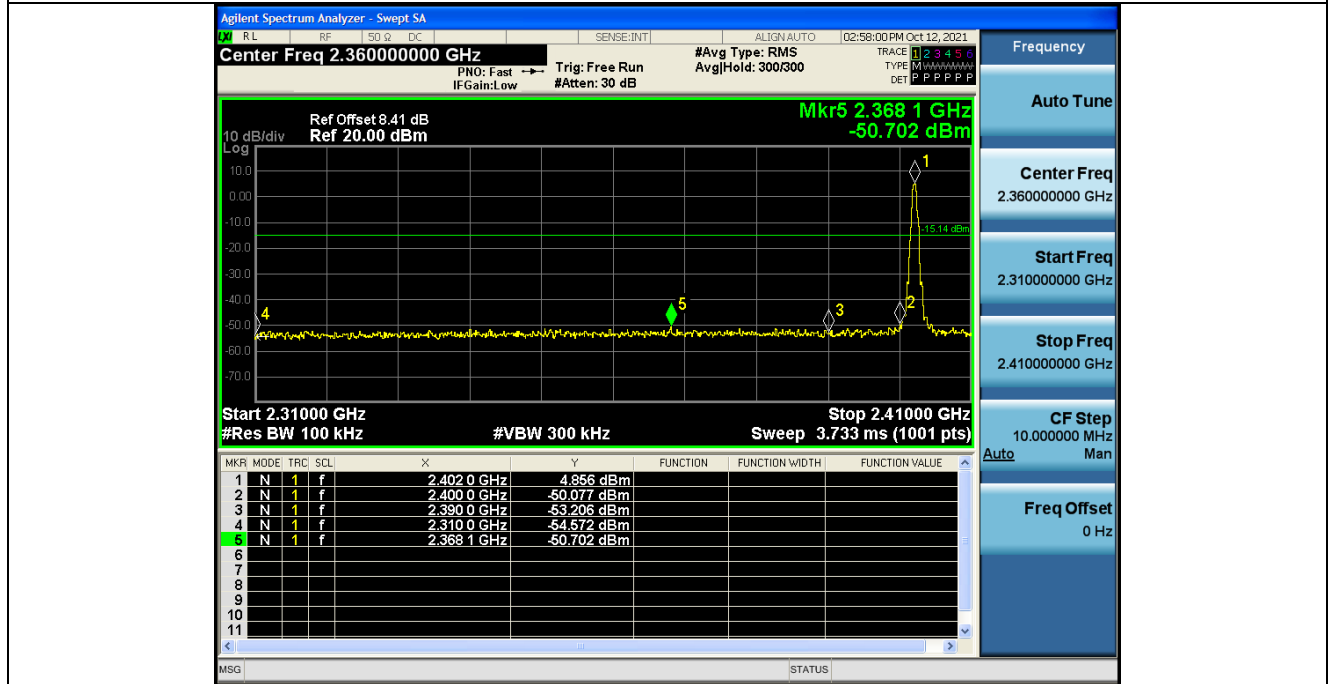 Agilent Spectrum Analyzer - Swept SA
LXI RL RF 50 Ω DC SENSE:INT ALIGN AUTO 02:58:00 PM Oct 12, 2021
Center Freq 2.360000000 GHz
PNO: Fast
IFGain:Low
Trig: Free Run
#Atten: 30 dB
#Avg Type: RMS
Avg|Hold: 300/300
TRACE 1 2 3 4 5 6
TYPE M WWWWW
DET P P P P P P
Mkr5 2.368 1 GHz
-50.702 dBm
Ref Offset 8.41 dB
10 dB/div Ref 20.00 dBm
Log
10.0
0.00
-10.0
-20.0
-30.0
-40.0
-50.0
-60.0
-70.0
1
-15.14 dBm
2
3
4
5
Start 2.31000 GHz Stop 2.41000 GHz
#Res BW 100 kHz #VBW 300 kHz Sweep 3.733 ms (1001 pts)
MKR MODE TRC SCL X Y FUNCTION FUNCTION WIDTH FUNCTION VALUE
1 N 1 f 2.402 0 GHz 4.856 dBm
2 N 1 f 2.400 0 GHz -50.077 dBm
3 N 1 f 2.390 0 GHz -53.206 dBm
4 N 1 f 2.310 0 GHz -54.572 dBm
5 N 1 f 2.368 1 GHz -50.702 dBm
6
7
8
9
10
11
MSG STATUS
Frequency
Auto Tune
Center Freq
2.360000000 GHz
Start Freq
2.310000000 GHz
Stop Freq
2.410000000 GHz
CF Step
10.000000 MHz
Auto Man
Freq Offset
0 Hz